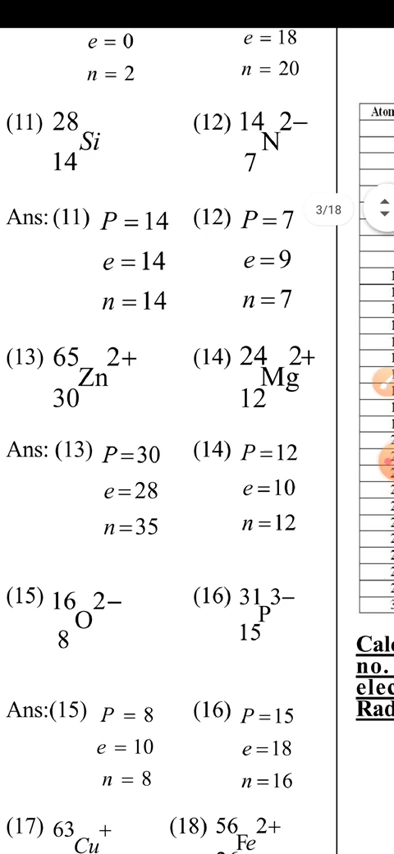 e = 0
n = 2
e = 18
n = 20
(11) 28
Si
14
(12) 14 2−
N
7
Ans: (11) P = 14
e = 14
n = 14
(12) P = 7
e = 9
n = 7
3/18
(13) 65 2+
Zn
30
(14) 24 2+
Mg
12
Ans: (13) P=30
e=28
n=35
(14) P=12
e=10
n=12
(15) 16 2−
O
8
(16) 31 3−
P
15
Ans:(15) P = 8
e = 10
n = 8
(16) P=15
e=18
n=16
(17) 63 +
Cu
(18) 56 2+
Fe
no.